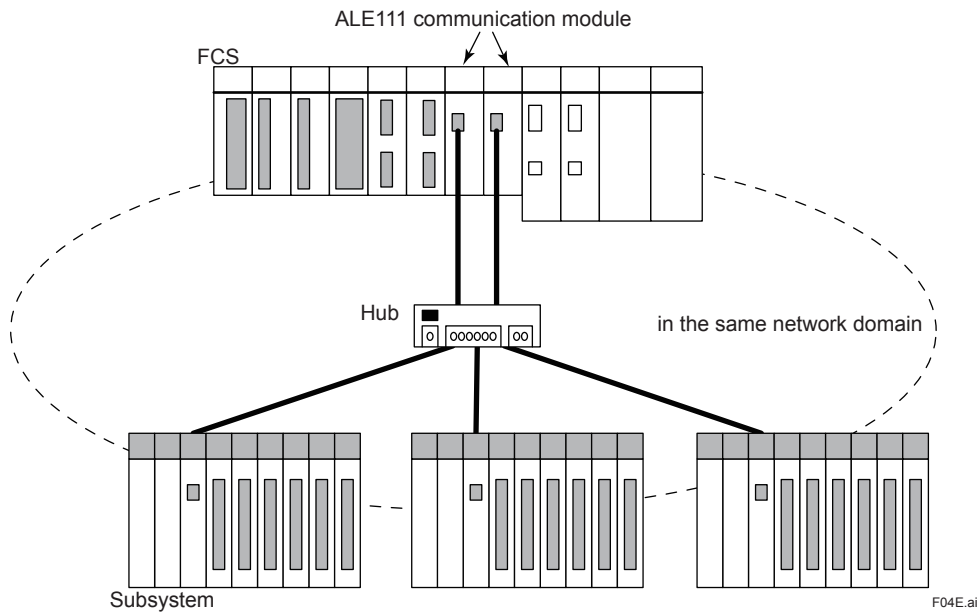 ALE111 communication module
FCS
Hub
in the same network domain
Subsystem
F04E.ai